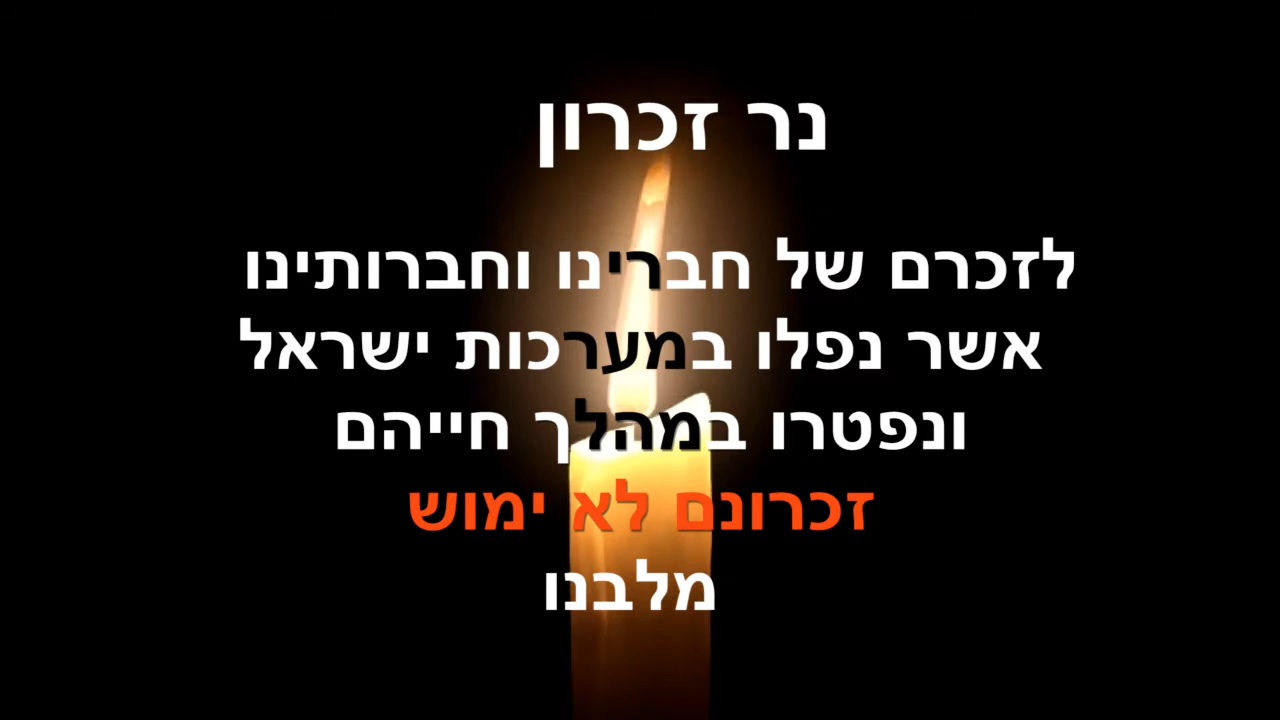 נר זכרון
לזכרם של חברינו וחברותינו
אשר נפלו במערכות ישראל
ונפטרו במהלך חייהם
זכרונם לא ימוש
מלבנו